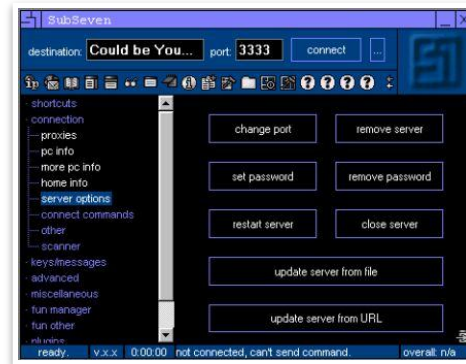 SubSeven
destination: Could be You... port: 3333 connect ...
ip ? ? ? ?
shortcuts
connection
proxies
pc info
more pc info
home info
server options
connect commands
other
scanner
keys/messages
advanced
miscellaneous
fun manager
fun other
plugins
change port remove server
set password remove password
restart server close server
update server from file
update server from URL
ready. v.x.x 0:00:00 not connected, can't send command. overall: n/a